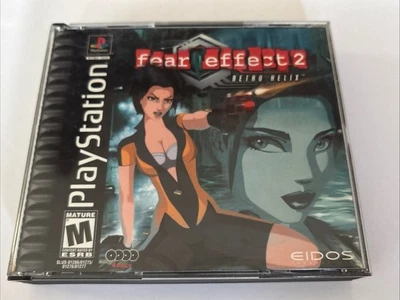 PlayStation
fear effect 2
RETRO HELIX
MATURE
M
CONTENT RATED BY
ESRB
EIDOS